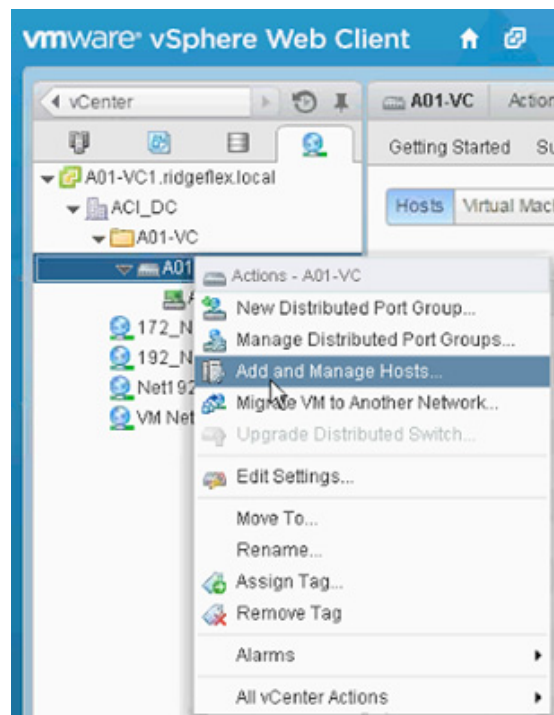 vmware® vSphere Web Client
vCenter
A01-VC Action
Getting Started Su
A01-VC1.ridgeflex.local
ACI_DC
Hosts Virtual Mach
A01-VC
A01
Actions - A01-VC
New Distributed Port Group...
172_N
Manage Distributed Port Groups...
192_N
Add and Manage Hosts...
Net192
Migrate VM to Another Network...
VM Net
Upgrade Distributed Switch...
Edit Settings...
Move To...
Rename...
Assign Tag...
Remove Tag
Alarms
All vCenter Actions